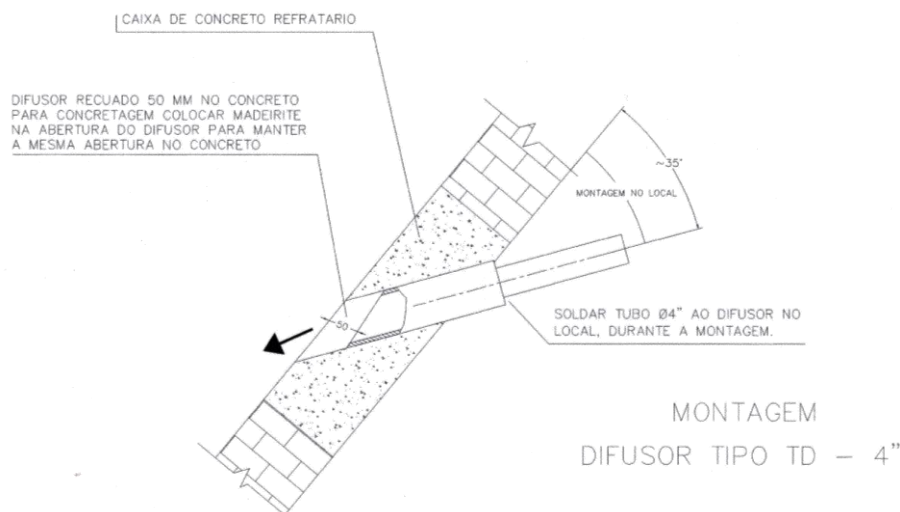 CAIXA DE CONCRETO REFRATARIO
DIFUSOR RECUADO 50 MM NO CONCRETO
PARA CONCRETAGEM COLOCAR MADEIRITE
NA ABERTURA DO DIFUSOR PARA MANTER
A MESMA ABERTURA NO CONCRETO
~35°
MONTAGEM NO LOCAL
50
SOLDAR TUBO Ø4" AO DIFUSOR NO
LOCAL, DURANTE A MONTAGEM.
MONTAGEM
DIFUSOR TIPO TD - 4"